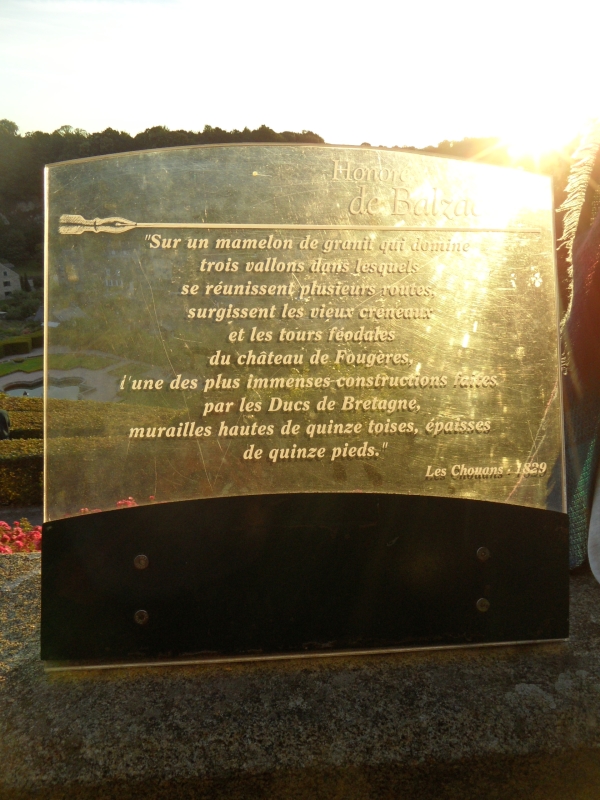 Honoré
de Balzac
"Sur un mamelon de granit qui domine
trois vallons dans lesquels
se réunissent plusieurs routes,
surgissent les vieux créneaux
et les tours féodales
du château de Fougères,
l'une des plus immenses constructions faites
par les Ducs de Bretagne,
murailles hautes de quinze toises, épaisses
de quinze pieds."
Les Chouans - 1829